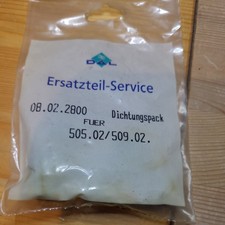 Ersatzteil-Service
08.02.2800 Dichtungspack
FUER
505.02/509.02.